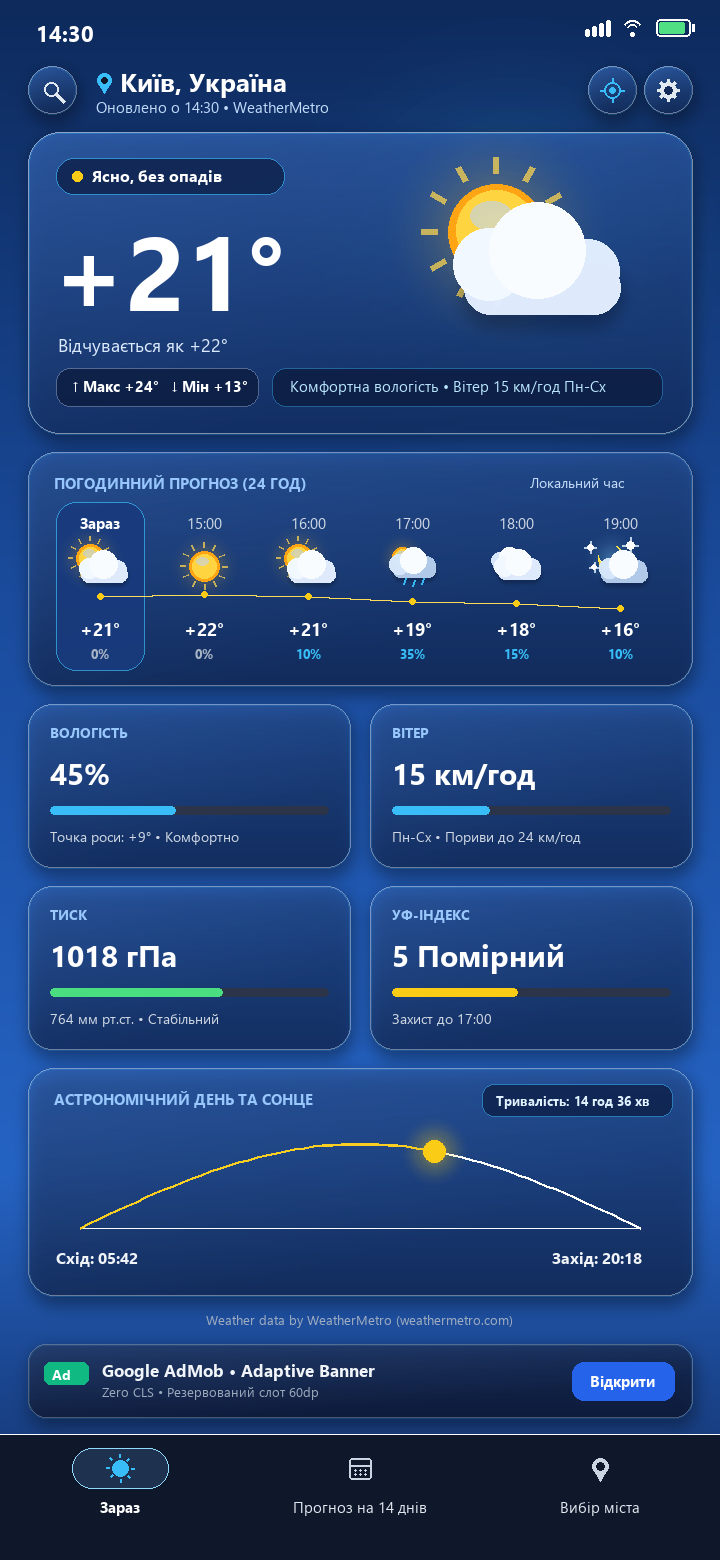 14:30
Київ, Україна
Оновлено о 14:30 • WeatherMetro
Ясно, без опадів
+21°
Відчувається як +22°
↑ Макс +24° ↓ Мін +13°
Комфортна вологість • Вітер 15 км/год Пн-Сх
ПОГОДИННИЙ ПРОГНОЗ (24 ГОД)
Локальний час
Зараз 15:00 16:00 17:00 18:00 19:00
+21° +22° +21° +19° +18° +16°
0% 0% 10% 35% 15% 10%
ВОЛОГІСТЬ
45%
Точка роси: +9° • Комфортно
ВІТЕР
15 км/год
Пн-Сх • Пориви до 24 км/год
ТИСК
1018 гПа
764 мм рт.ст. • Стабільний
УФ-ІНДЕКС
5 Помірний
Захист до 17:00
АСТРОНОМІЧНИЙ ДЕНЬ ТА СОНЦЕ
Тривалість: 14 год 36 хв
Схід: 05:42
Захід: 20:18
Weather data by WeatherMetro (weathermetro.com)
Ad
Google AdMob • Adaptive Banner
Zero CLS • Резервований слот 60dp
Відкрити
Зараз
Прогноз на 14 днів
Вибір міста